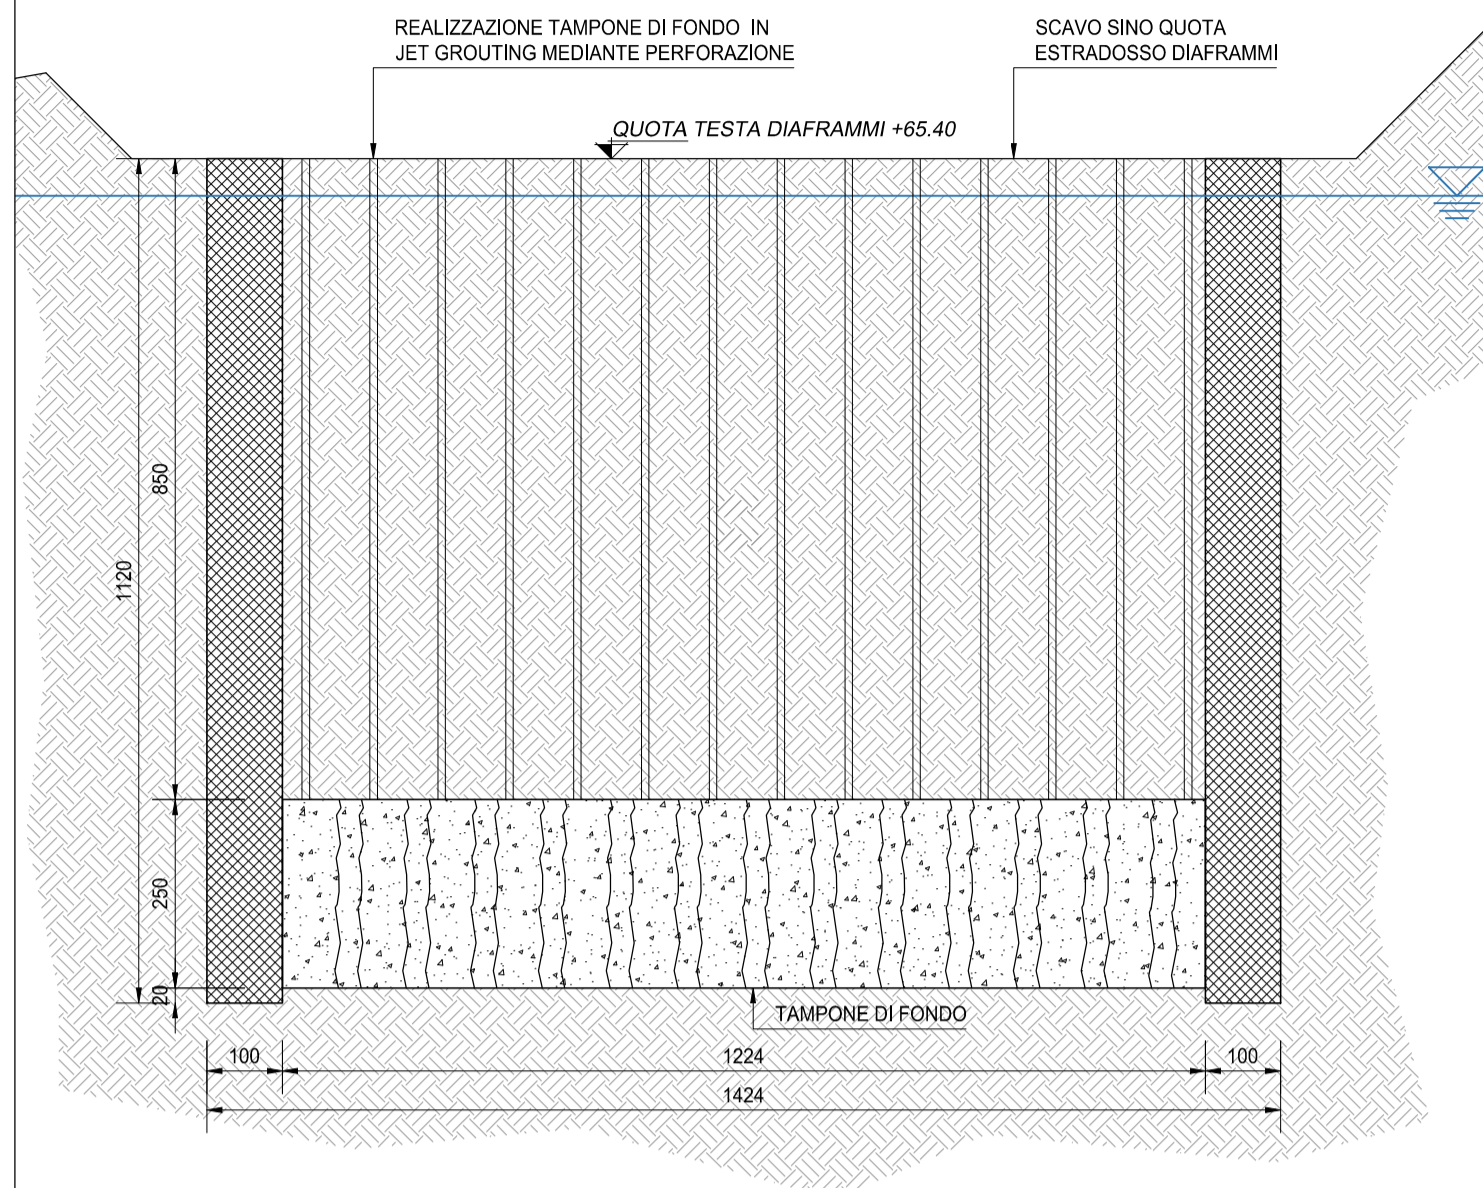 REALIZZAZIONE TAMPONE DI FONDO IN
JET GROUTING MEDIANTE PERFORAZIONE
SCAVO SINO QUOTA
ESTRADOSSO DIAFRAMMI
QUOTA TESTA DIAFRAMMI +65.40
850
1120
250
20
TAMPONE DI FONDO
100
1224
100
1424